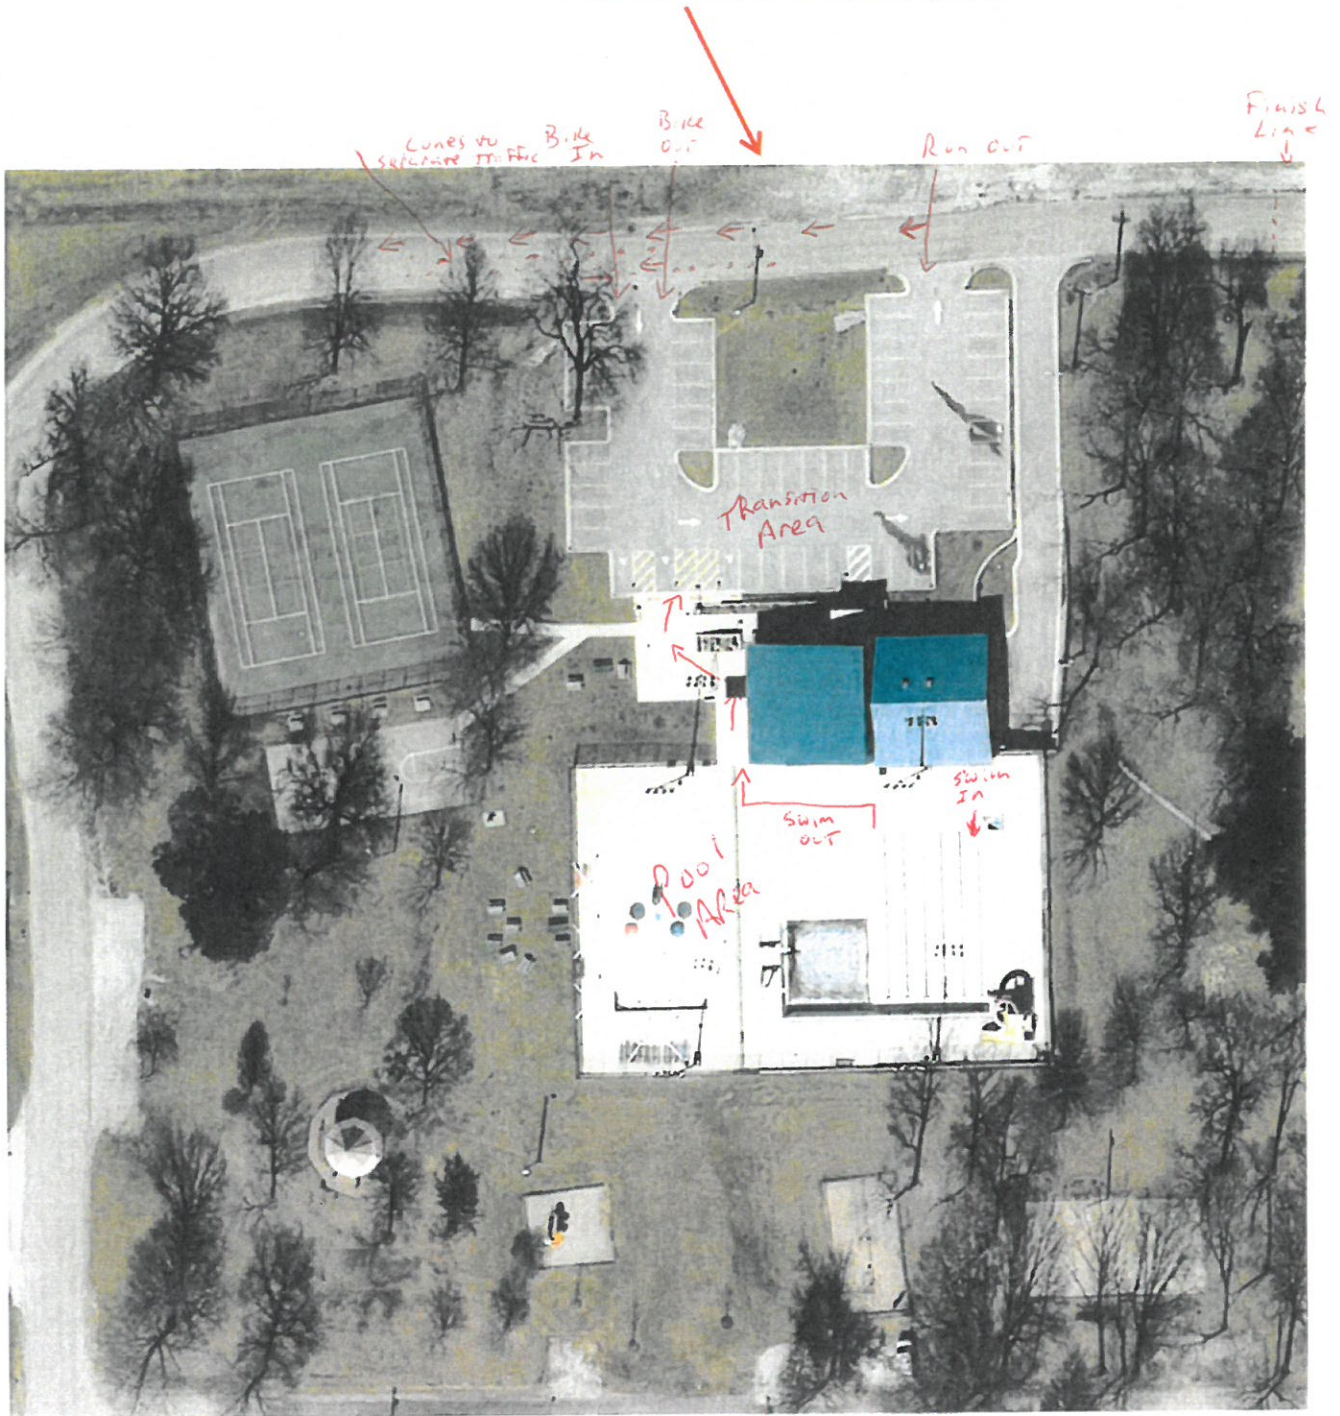 Cones to
separate traffic
Bike
In
Bike
Out
Run Out
Finish
Line
Transition
Area
Swim
In
Swim
Out
Pool
Area